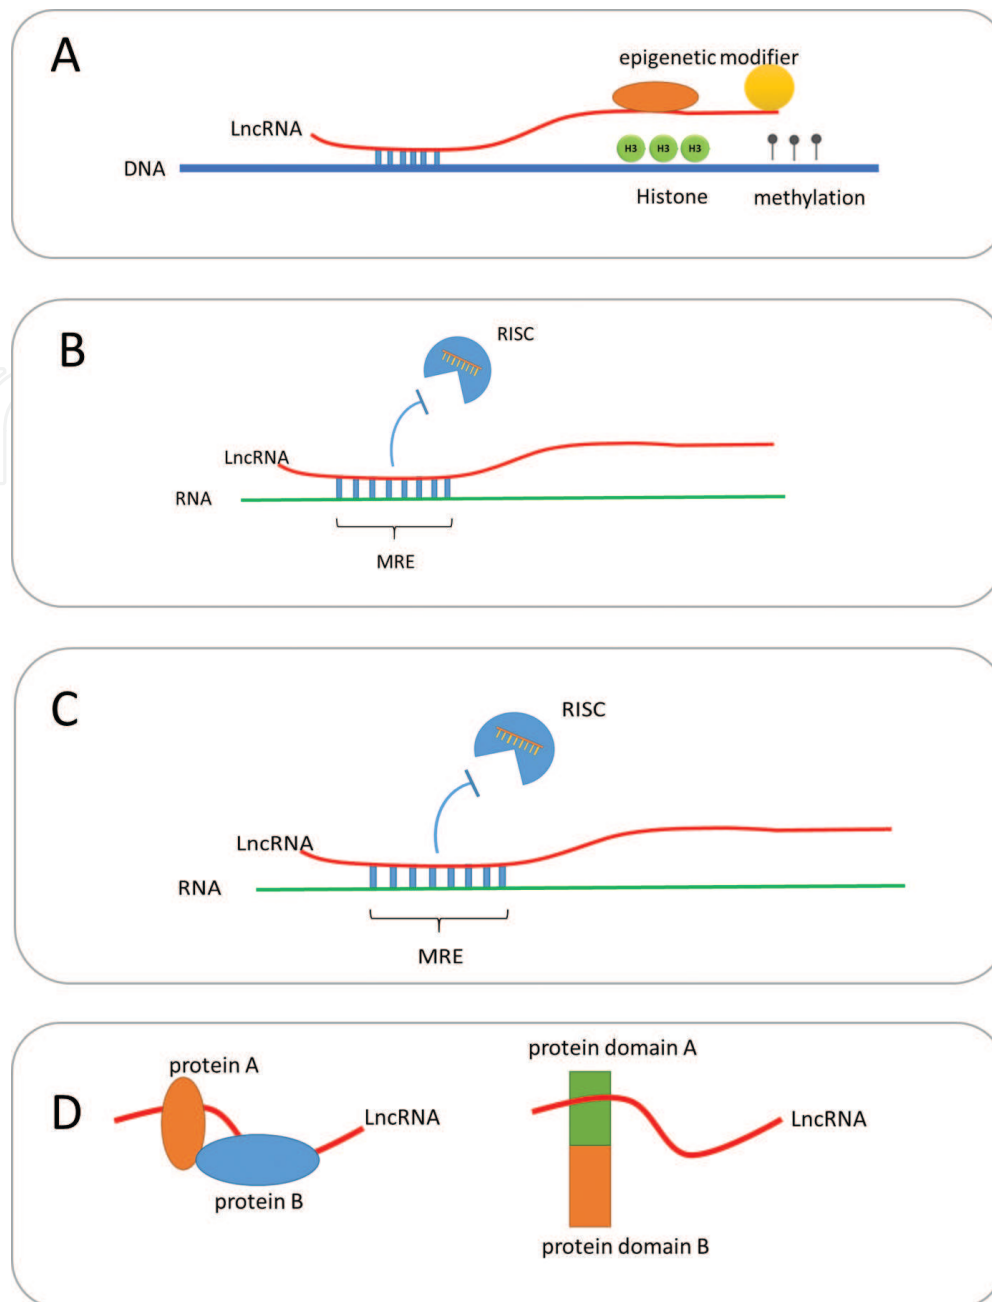 A
epigenetic modifier
LncRNA
DNA
H3 H3 H3
Histone methylation
B
RISC
LncRNA
RNA
MRE
C
RISC
LncRNA
RNA
MRE
D
protein A
LncRNA
protein B
protein domain A
LncRNA
protein domain B